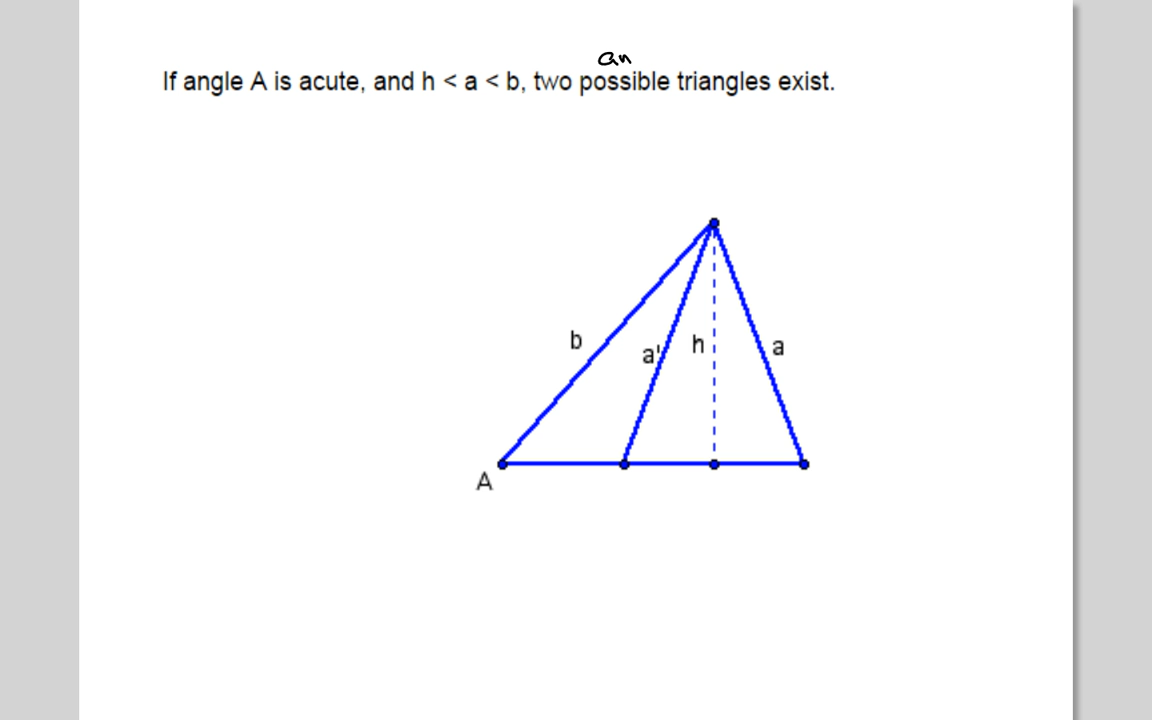 an
If angle A is acute, and h < a < b, two possible triangles exist.
b
a'
h
a
A